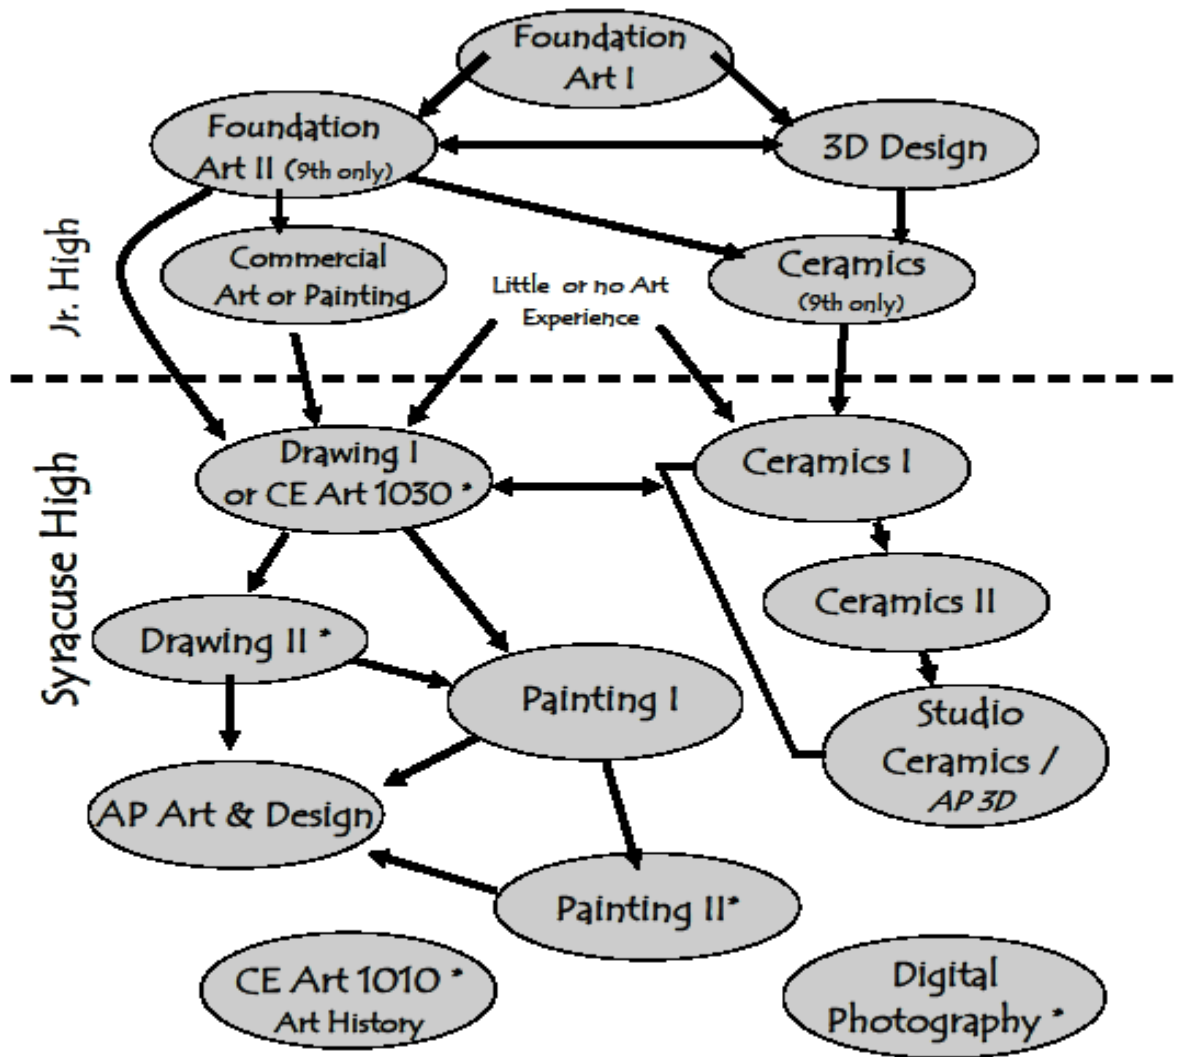 Foundation
Art I
Foundation
Art II (9th only)
3D Design
Jr. High
Commercial
Art or Painting
Little or no Art
Experience
Ceramics
(9th only)
Syracuse High
Drawing I
or CE Art 1030 *
Ceramics I
Ceramics II
Drawing II *
Painting I
Studio
Ceramics /
AP 3D
AP Art & Design
Painting II*
CE Art 1010 *
Art History
Digital
Photography *